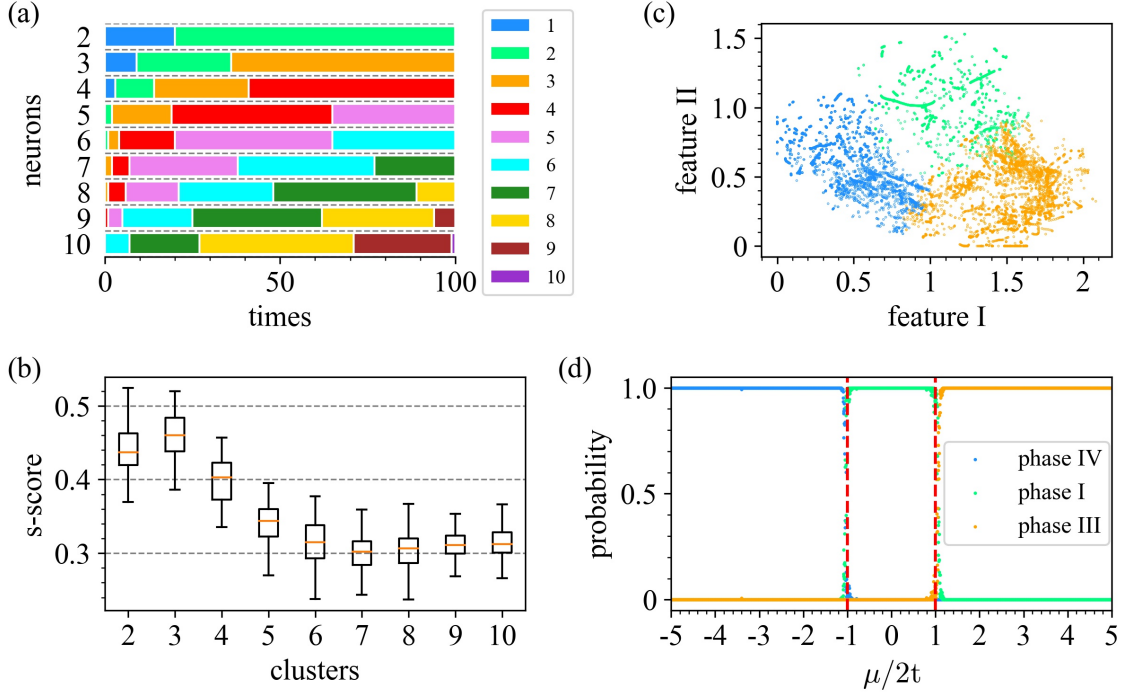 (a)
neurons
2
3
4
5
6
7
8
9
10
0 50 100
times
1
2
3
4
5
6
7
8
9
10
(c)
feature II
1.5
1.0
0.5
0
0 0.5 1 1.5 2
feature I
(b)
s-score
0.5
0.4
0.3
2 3 4 5 6 7 8 9 10
clusters
(d)
probability
1.0
0.5
0
phase IV
phase I
phase III
-5 -4 -3 -2 -1 0 1 2 3 4 5
μ/2t